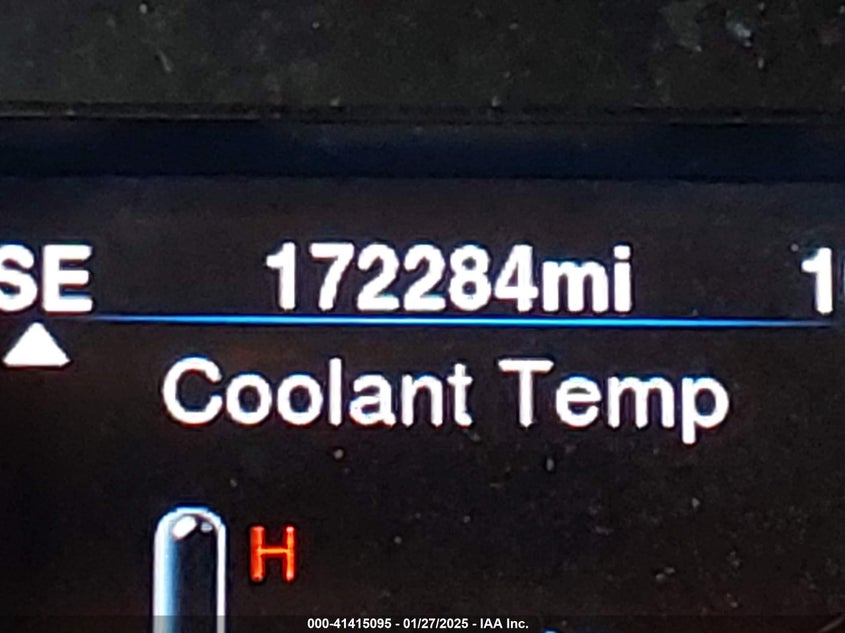 SE 172284mi
Coolant Temp
H
000-41415095 - 01/27/2025 - IAA Inc.